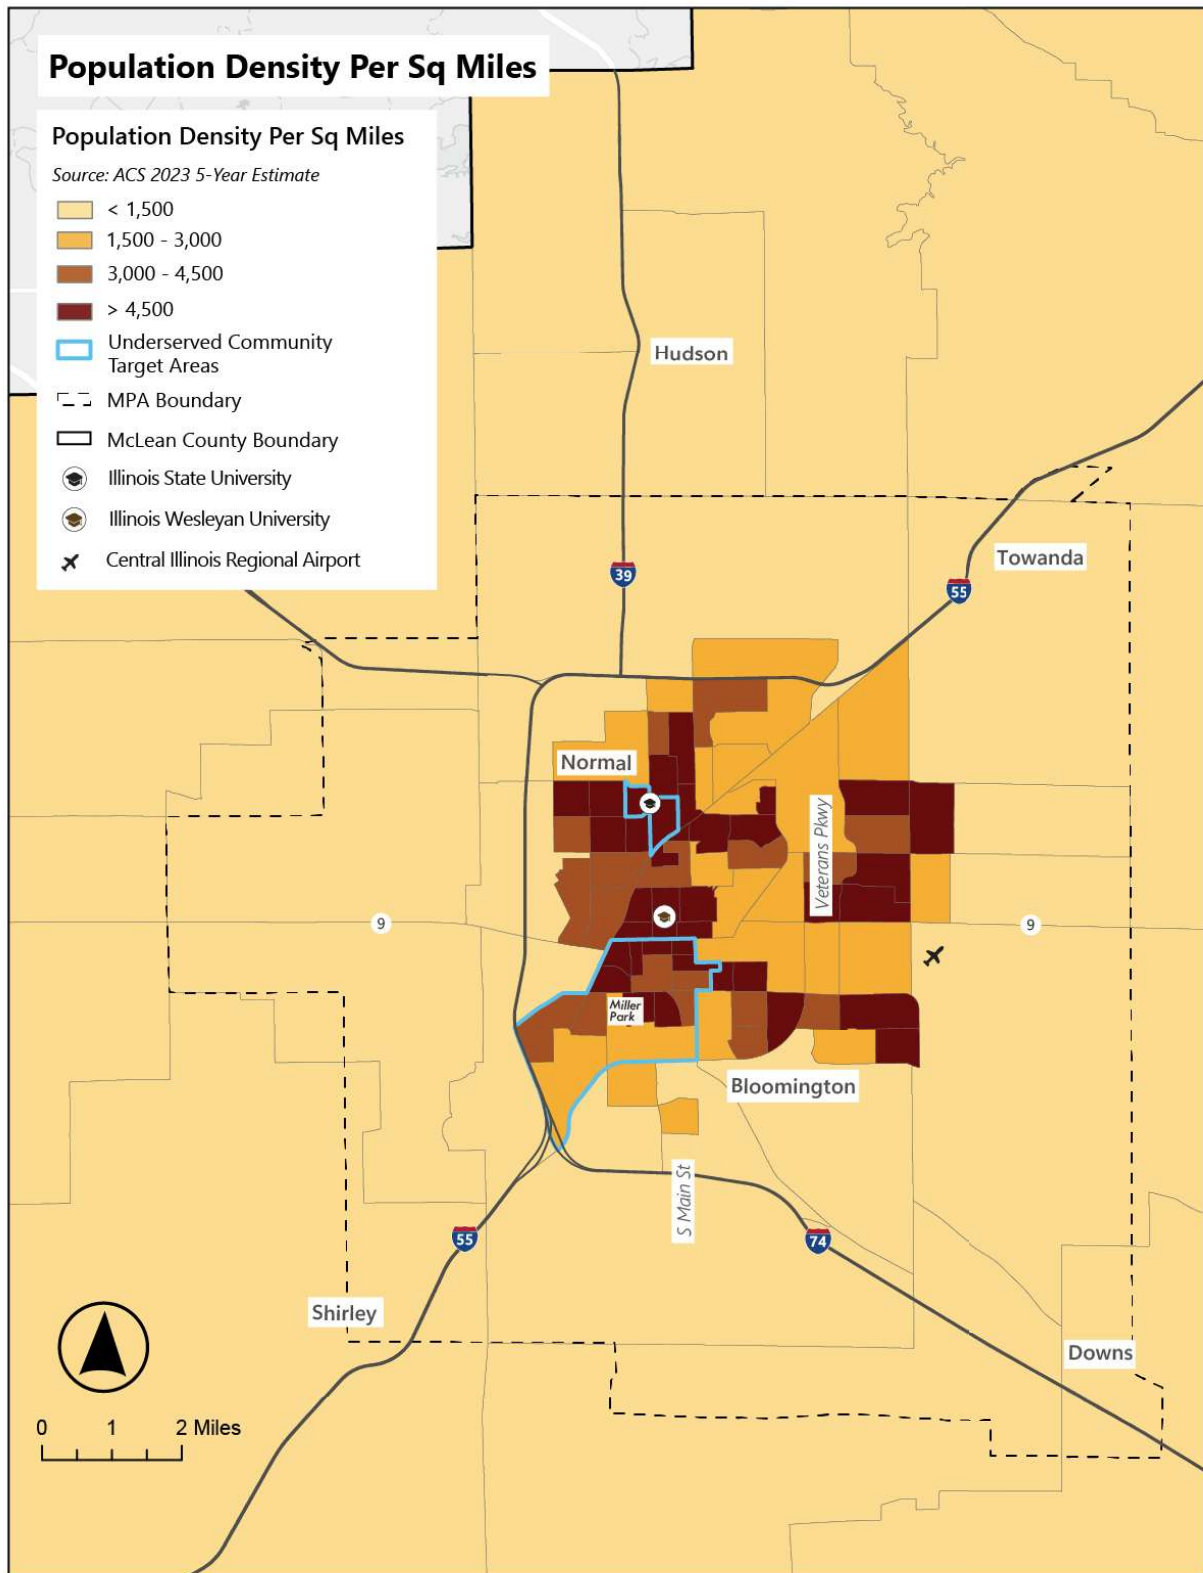 Population Density Per Sq Miles
Population Density Per Sq Miles
Source: ACS 2023 5-Year Estimate
< 1,500
1,500 - 3,000
3,000 - 4,500
> 4,500
Underserved Community
Target Areas
MPA Boundary
McLean County Boundary
Illinois State University
Illinois Wesleyan University
Central Illinois Regional Airport
Hudson
Towanda
39
55
Normal
Veterans Pkwy
9
9
Miller
Park
Bloomington
S Main St
55
74
Shirley
Downs
0 1 2 Miles